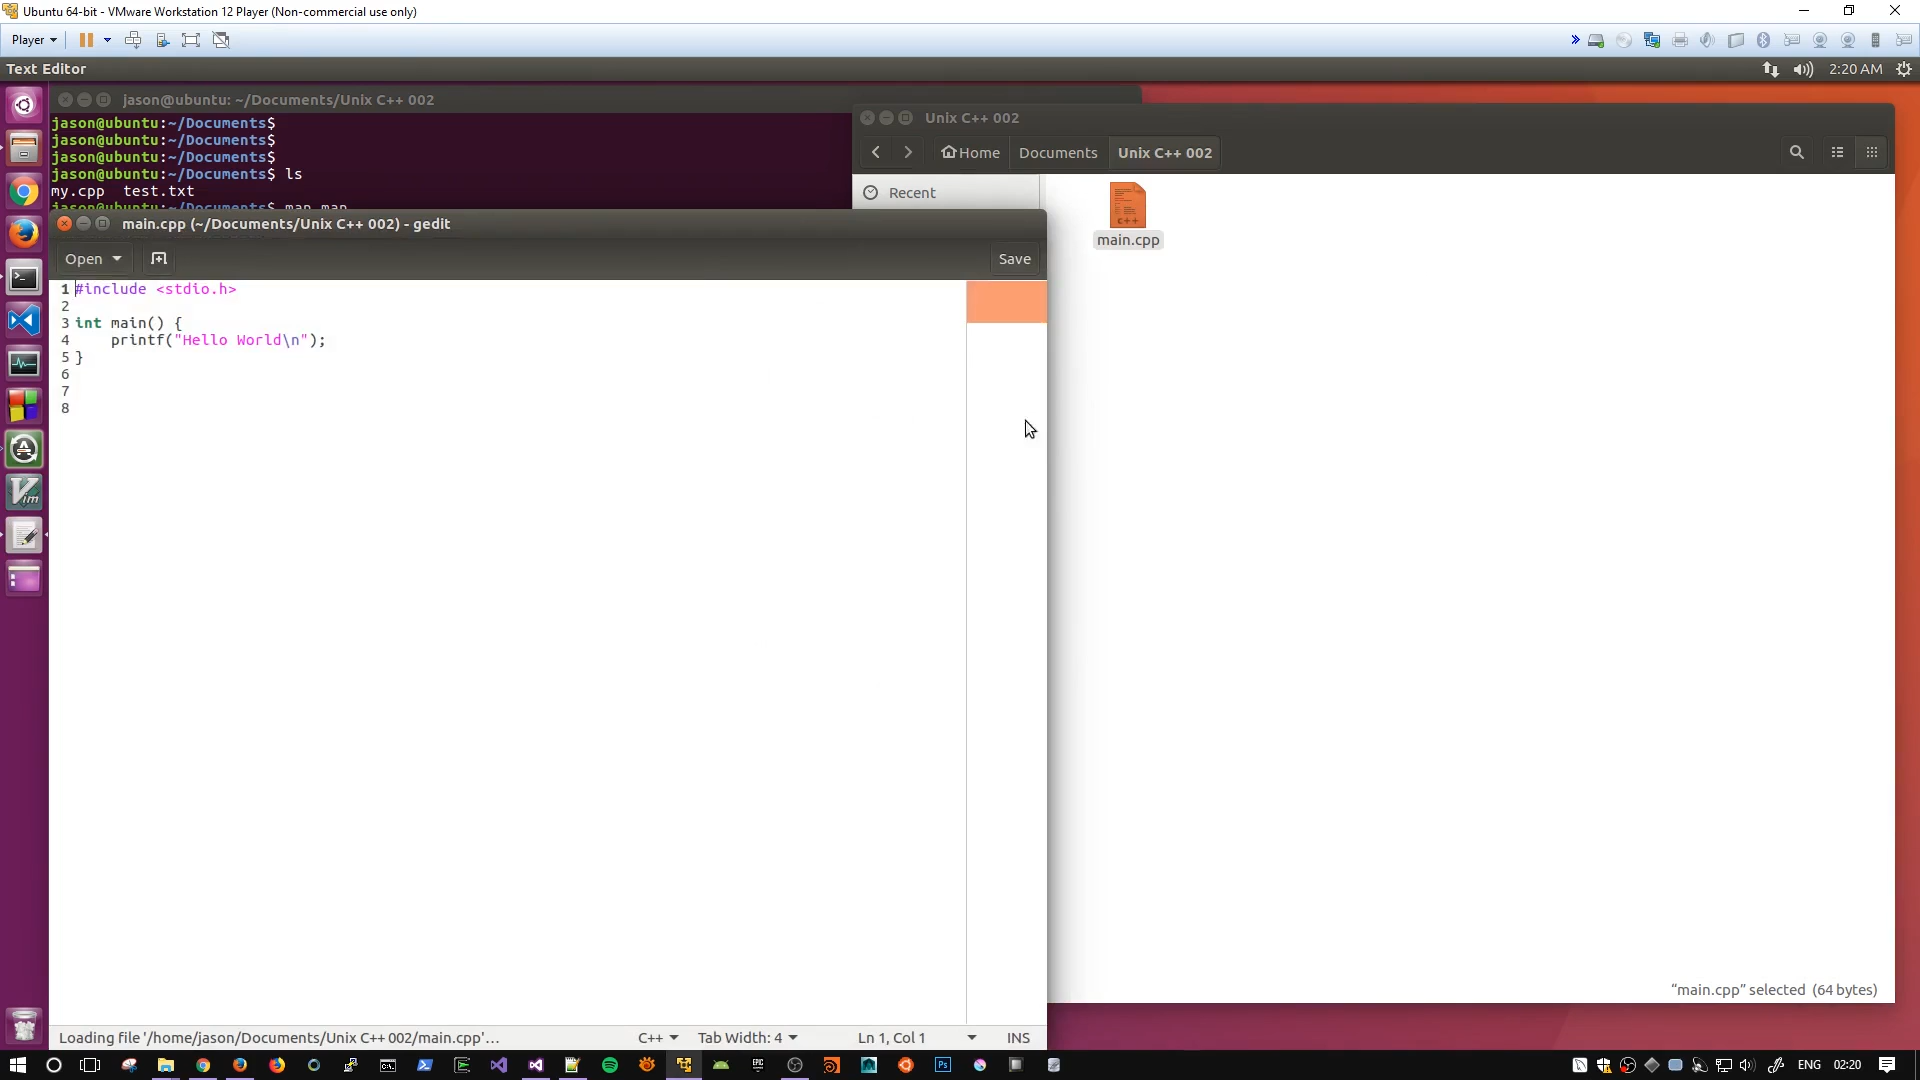 Ubuntu 64-bit - VMware Workstation 12 Player (Non-commercial use only)
Player
Text Editor
2:20 AM
jason@ubuntu: ~/Documents/Unix C++ 002
jason@ubuntu:~/Documents$
jason@ubuntu:~/Documents$
jason@ubuntu:~/Documents$
jason@ubuntu:~/Documents$ ls
my.cpp test.txt
jason@ubuntu:~/Documents$ man man
Unix C++ 002
Home Documents Unix C++ 002
Recent
main.cpp
main.cpp (~/Documents/Unix C++ 002) - gedit
Open
Save
1 #include <stdio.h>
2
3 int main() {
4 printf("Hello World\n");
5 }
6
7
8
"main.cpp" selected (64 bytes)
Loading file '/home/jason/Documents/Unix C++ 002/main.cpp'…
C++ Tab Width: 4 Ln 1, Col 1 INS
ENG 02:20